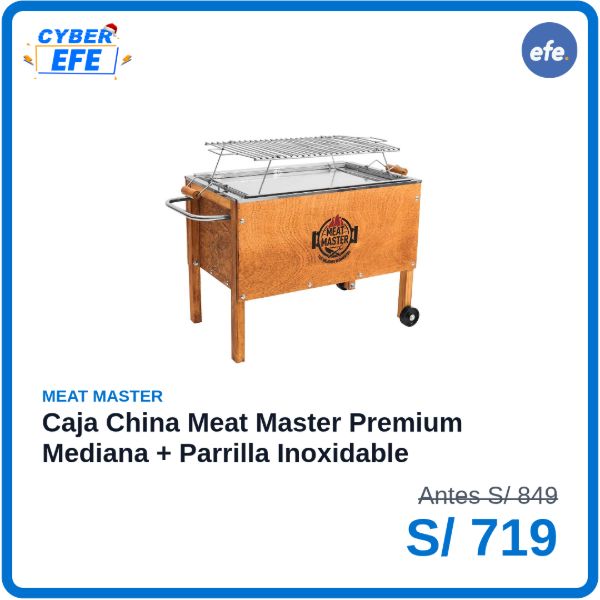 CYBER
EFE
efe.
MEAT
MASTER
MEAT MASTER
Caja China Meat Master Premium
Mediana + Parrilla Inoxidable
Antes S/ 849
S/ 719